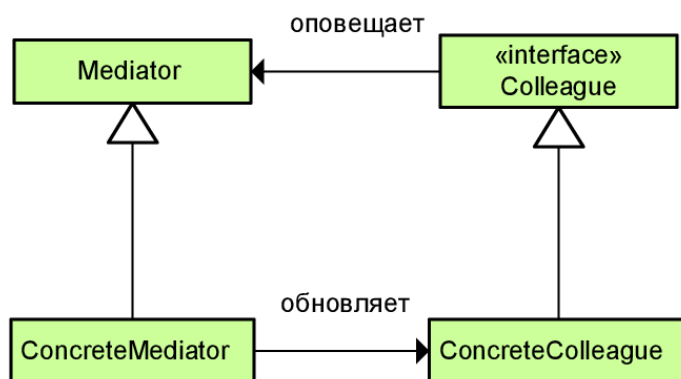 оповещает
Mediator
«interface»
Colleague
обновляет
ConcreteMediator
ConcreteColleague